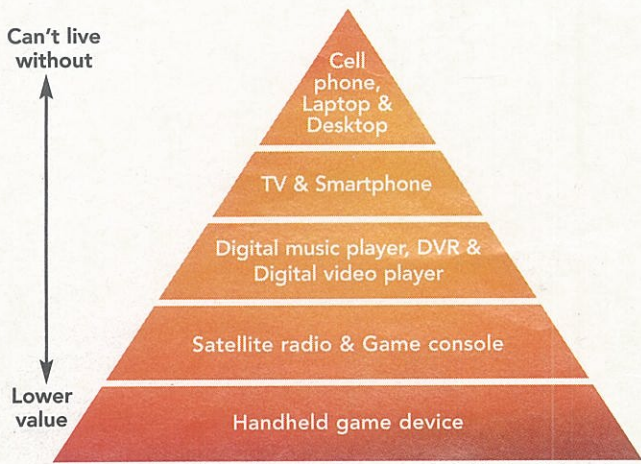 Can't live
without
Cell
phone,
Laptop &
Desktop
TV & Smartphone
Digital music player, DVR &
Digital video player
Satellite radio & Game console
Lower
value
Handheld game device